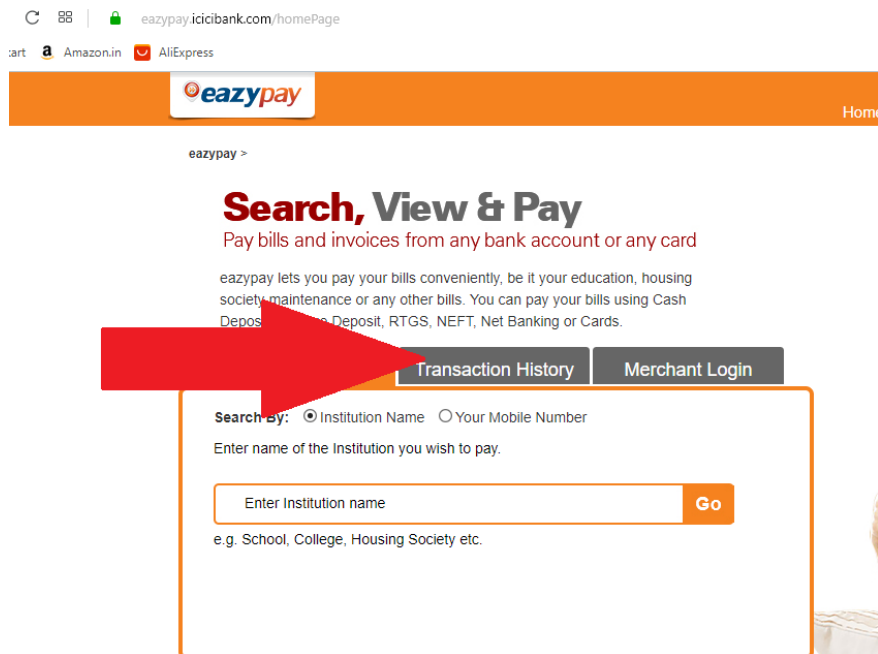 eazypay.icicibank.com/homePage
:art a Amazon.in AliExpress
eazypay
Home
eazypay >
Search, View & Pay
Pay bills and invoices from any bank account or any card
eazypay lets you pay your bills conveniently, be it your education, housing
society maintenance or any other bills. You can pay your bills using Cash
Deposit, Deposit, RTGS, NEFT, Net Banking or Cards.
Transaction History Merchant Login
Search By: Institution Name Your Mobile Number
Enter name of the Institution you wish to pay.
Enter Institution name Go
e.g. School, College, Housing Society etc.